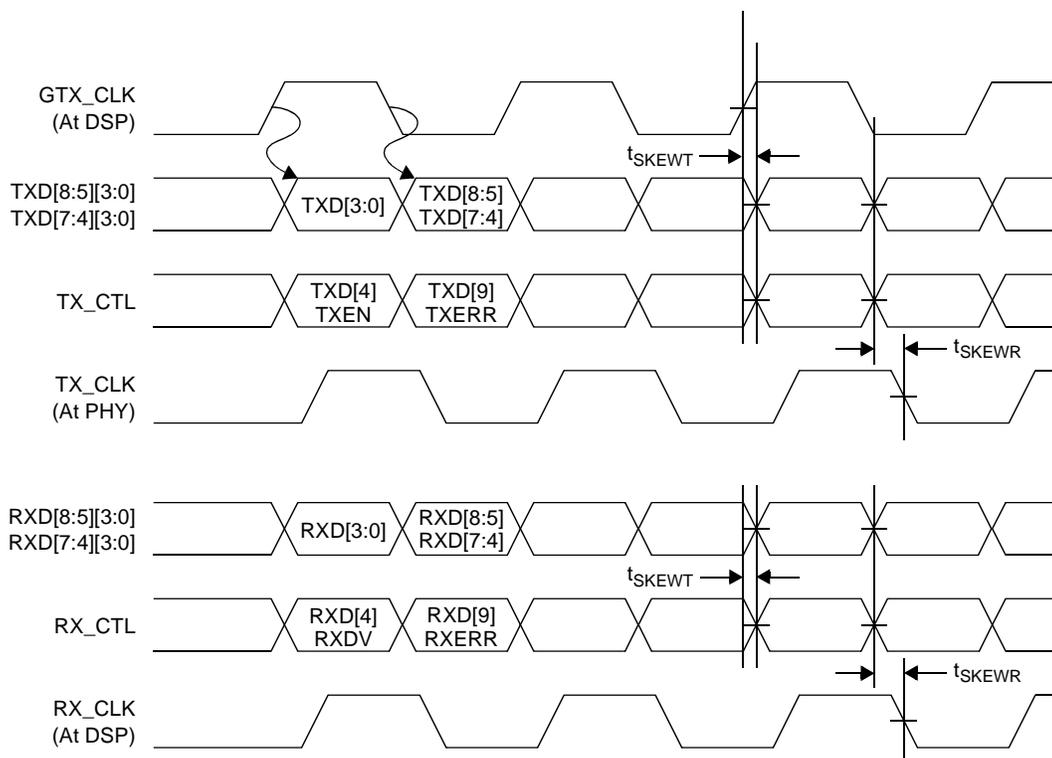 GTX_CLK
(At DSP)
tSKEWT
TXD[8:5][3:0]
TXD[7:4][3:0]
TXD[3:0]
TXD[8:5]
TXD[7:4]
TX_CTL
TXD[4]
TXEN
TXD[9]
TXERR
tSKEWR
TX_CLK
(At PHY)
RXD[8:5][3:0]
RXD[7:4][3:0]
RXD[3:0]
RXD[8:5]
RXD[7:4]
tSKEWT
RX_CTL
RXD[4]
RXDV
RXD[9]
RXERR
tSKEWR
RX_CLK
(At DSP)